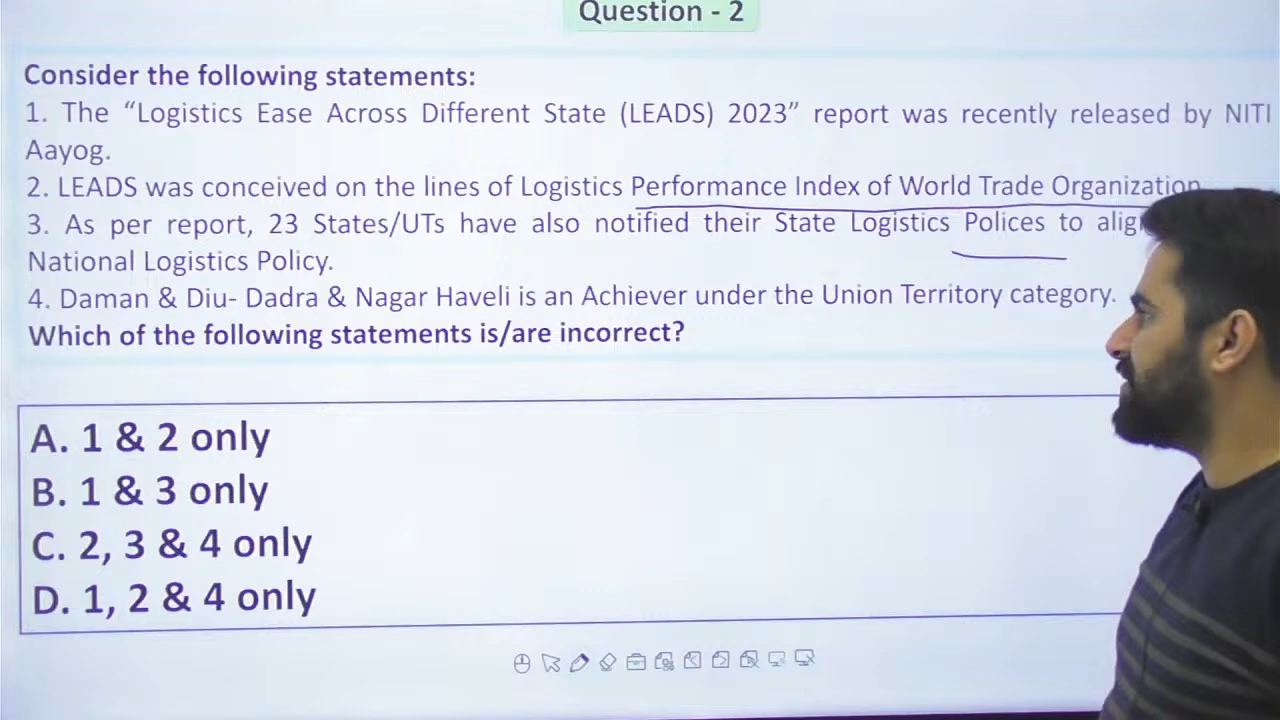 Question - 2
Consider the following statements:
1. The “Logistics Ease Across Different State (LEADS) 2023” report was recently released by NITI
Aayog.
2. LEADS was conceived on the lines of Logistics Performance Index of World Trade Organization
3. As per report, 23 States/UTs have also notified their State Logistics Polices to
National Logistics Policy.
4. Daman & Diu- Dadra & Nagar Haveli is an Achiever under the Union Territory category.
Which of the following statements is/are incorrect?
A. 1 & 2 only
B. 1 & 3 only
C. 2, 3 & 4 only
D. 1, 2 & 4 only